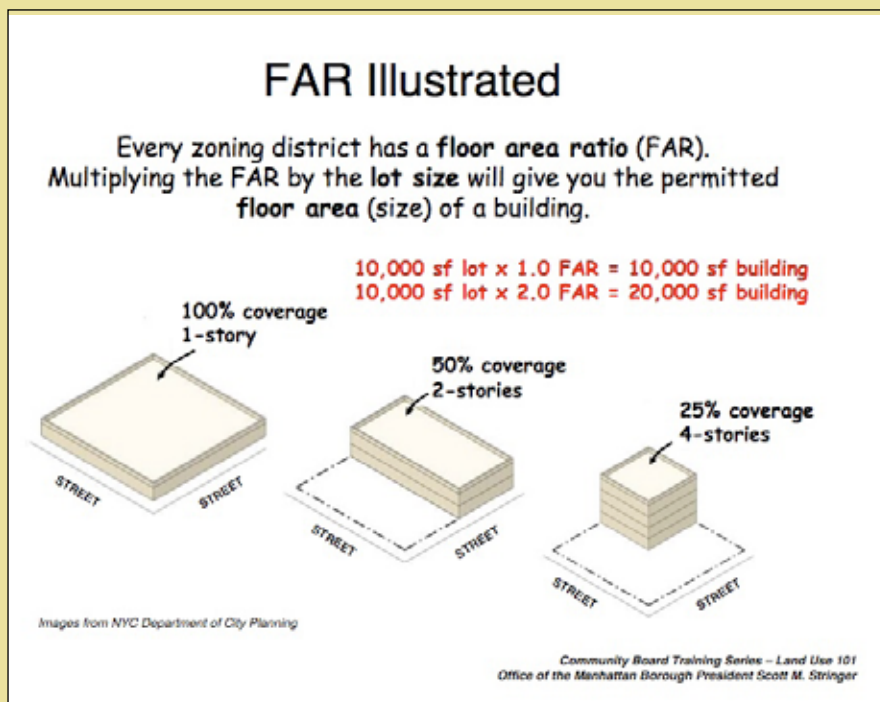 FAR Illustrated
Every zoning district has a floor area ratio (FAR).
Multiplying the FAR by the lot size will give you the permitted
floor area (size) of a building.
10,000 sf lot x 1.0 FAR = 10,000 sf building
10,000 sf lot x 2.0 FAR = 20,000 sf building
100% coverage
1-story
50% coverage
2-stories
25% coverage
4-stories
STREET
STREET
STREET
STREET
STREET
STREET
Images from NYC Department of City Planning
Community Board Training Series – Land Use 101
Office of the Manhattan Borough President Scott M. Stringer